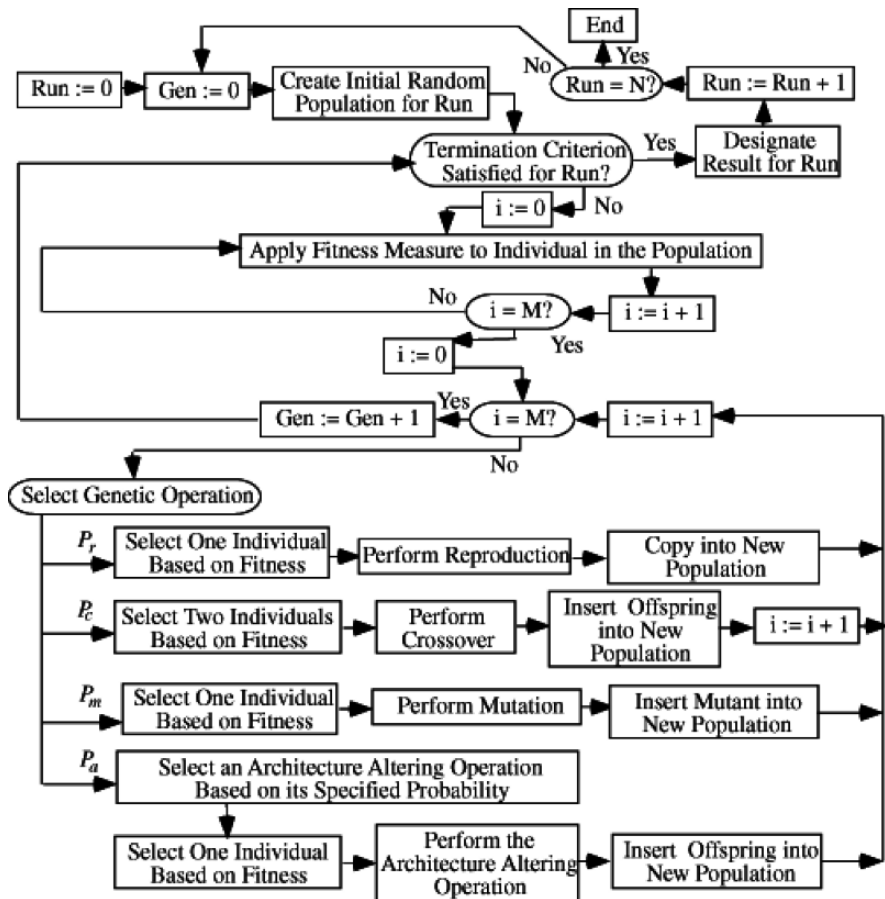 End
No
Yes
Run := 0
Gen := 0
Create Initial Random
Population for Run
Run = N?
Run := Run + 1
Termination Criterion
Satisfied for Run?
Yes
Designate
Result for Run
i := 0
No
Apply Fitness Measure to Individual in the Population
No
i = M?
i := i + 1
Yes
i := 0
Gen := Gen + 1
Yes
i = M?
i := i + 1
No
Select Genetic Operation
Pr
Select One Individual
Based on Fitness
Perform Reproduction
Copy into New
Population
Pc
Select Two Individuals
Based on Fitness
Perform
Crossover
Insert Offspring
into New
Population
i := i + 1
Pm
Select One Individual
Based on Fitness
Perform Mutation
Insert Mutant into
New Population
Pa
Select an Architecture Altering Operation
Based on its Specified Probability
Select One Individual
Based on Fitness
Perform the
Architecture Altering
Operation
Insert Offspring into
New Population